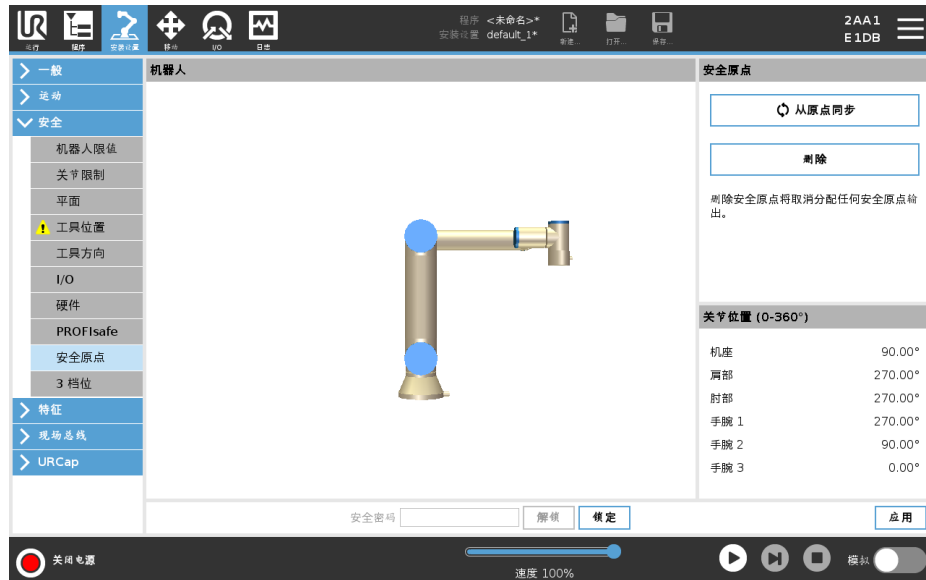 UR
运行
程序
安装设置
移动
I/O
日志
程序 <未命名>*
安装设置 default_1*
新建...
打开...
保存...
2AA1
E1DB
一般
运动
安全
机器人限值
关节限制
平面
工具位置
工具方向
I/O
硬件
PROFIsafe
安全原点
3 档位
特征
现场总线
URCap
机器人
安全原点
从原点同步
删除
删除安全原点将取消分配任何安全原点输
出。
关节位置 (0-360°)
机座 90.00°
肩部 270.00°
肘部 270.00°
手腕 1 270.00°
手腕 2 90.00°
手腕 3 0.00°
安全密码 解锁 锁定 应用
关闭电源
速度 100%
模拟